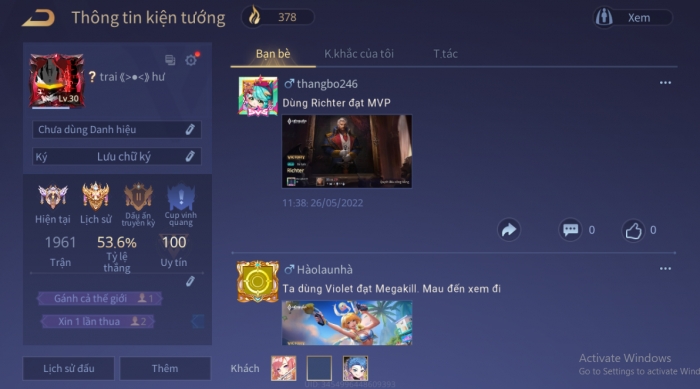 Thông tin kiện tướng
378
Xem
Bạn bè
K.khắc của tôi
T.tác
Lv.30
? trai 《>●<》 hư
Chưa dùng Danh hiệu
Ký
Lưu chữ ký
Hiện tại
Lịch sử
Dấu ấn truyền kỳ
Cup vinh quang
1961
Trận
53.6%
Tỷ lệ thắng
100
Uy tín
Gánh cả thế giới
1
Xin 1 lần thua
2
Lịch sử đấu
Thêm
thangbo246
Dùng Richter đạt MVP
Richter
11:38 26/05/2022
0
0
Hàolaunhà
Ta dùng Violet đạt Megakill. Mau đến xem đi
Khách
Activate Windows
Go to Settings to activate Wind